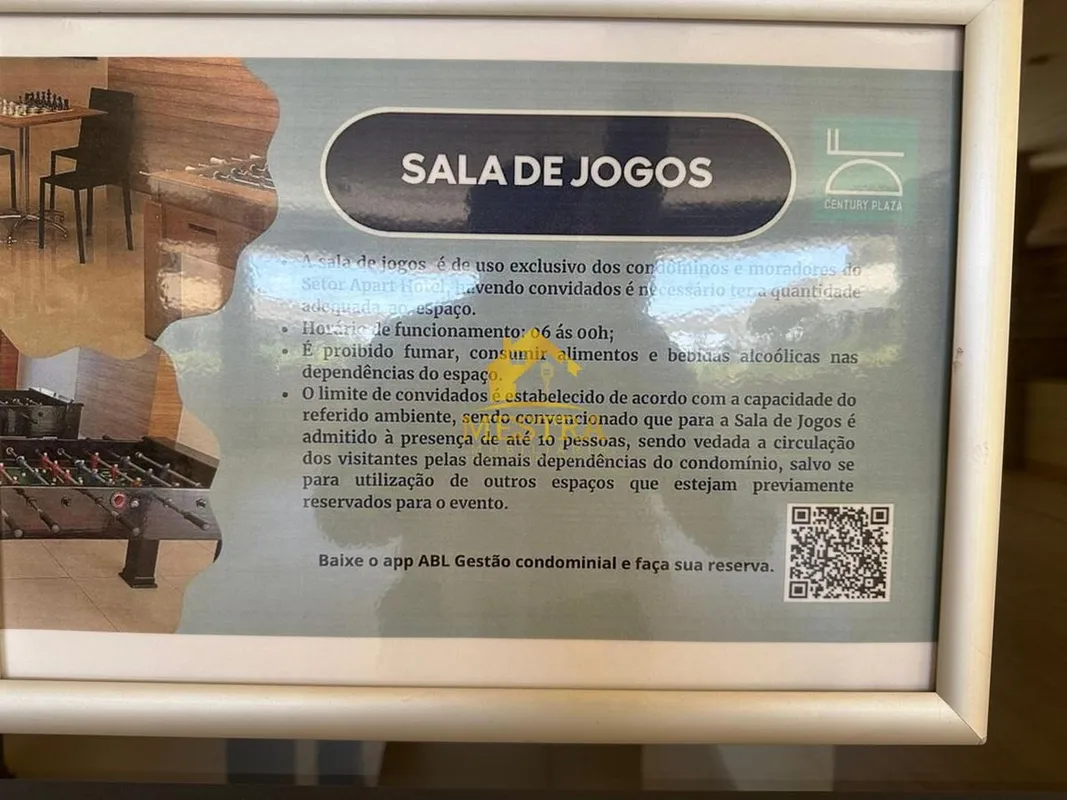 SALA DE JOGOS
DF
CENTURY PLAZA
• A sala de jogos é de uso exclusivo dos condôminos e moradores do
Setor Apart Hotel, havendo convidados é necessário ter a quantidade
adequada ao espaço.
• Horário de funcionamento: 06 ás 00h;
• É proibido fumar, consumir alimentos e bebidas alcoólicas nas
dependências do espaço.
• O limite de convidados é estabelecido de acordo com a capacidade do
referido ambiente, sendo convencionado que para a Sala de Jogos é
admitido à presença de até 10 pessoas, sendo vedada a circulação
dos visitantes pelas demais dependências do condomínio, salvo se
para utilização de outros espaços que estejam previamente
reservados para o evento.
MESTRA
Baixe o app ABL Gestão condominial e faça sua reserva.